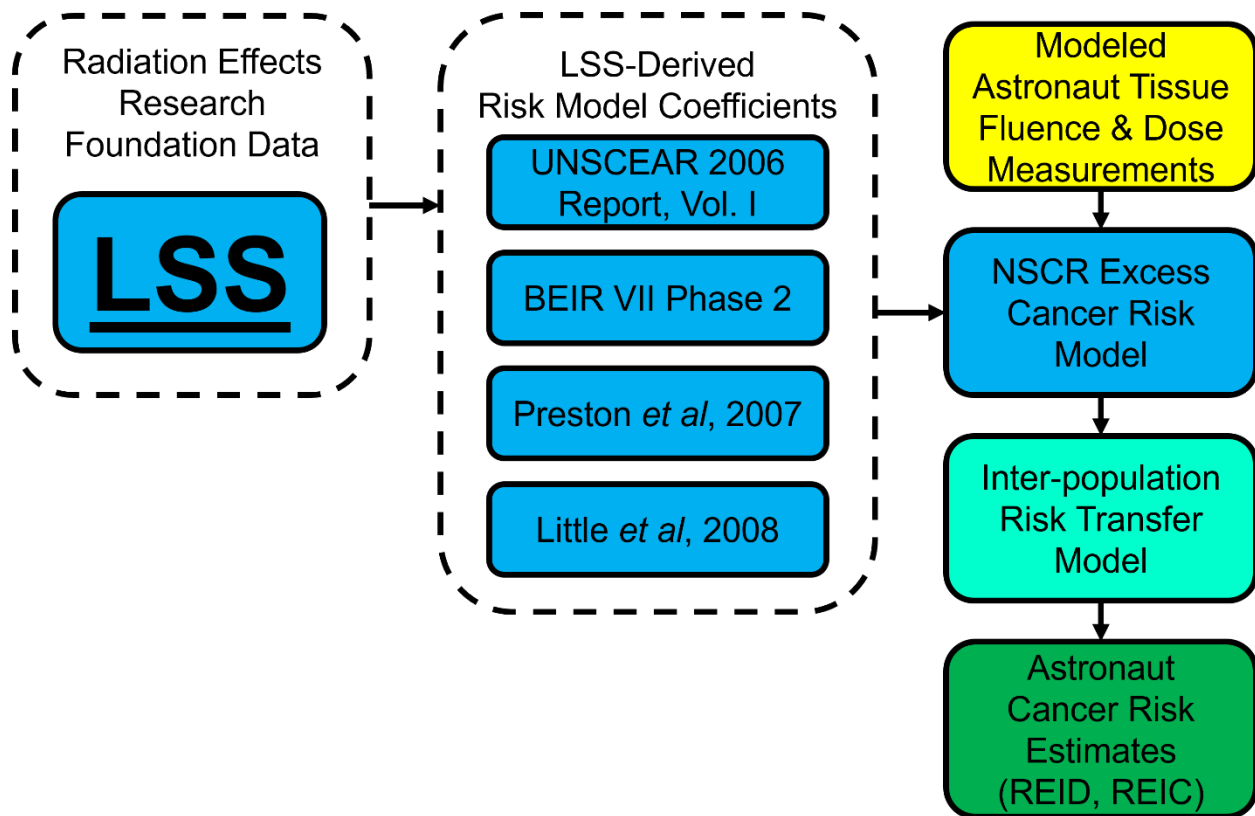 Radiation Effects
Research
Foundation Data
LSS
LSS-Derived
Risk Model Coefficients
UNSCEAR 2006
Report, Vol. I
BEIR VII Phase 2
Preston et al, 2007
Little et al, 2008
Modeled
Astronaut Tissue
Fluence & Dose
Measurements
NSCR Excess
Cancer Risk
Model
Inter-population
Risk Transfer
Model
Astronaut
Cancer Risk
Estimates
(REID, REIC)